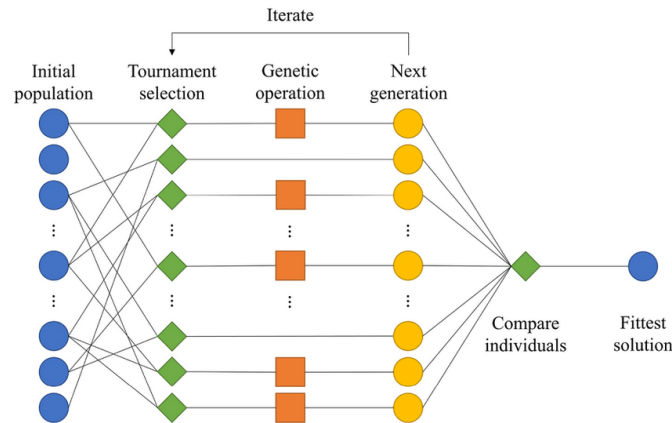 Iterate
Initial
population
Tournament
selection
Genetic
operation
Next
generation
Compare
individuals
Fittest
solution